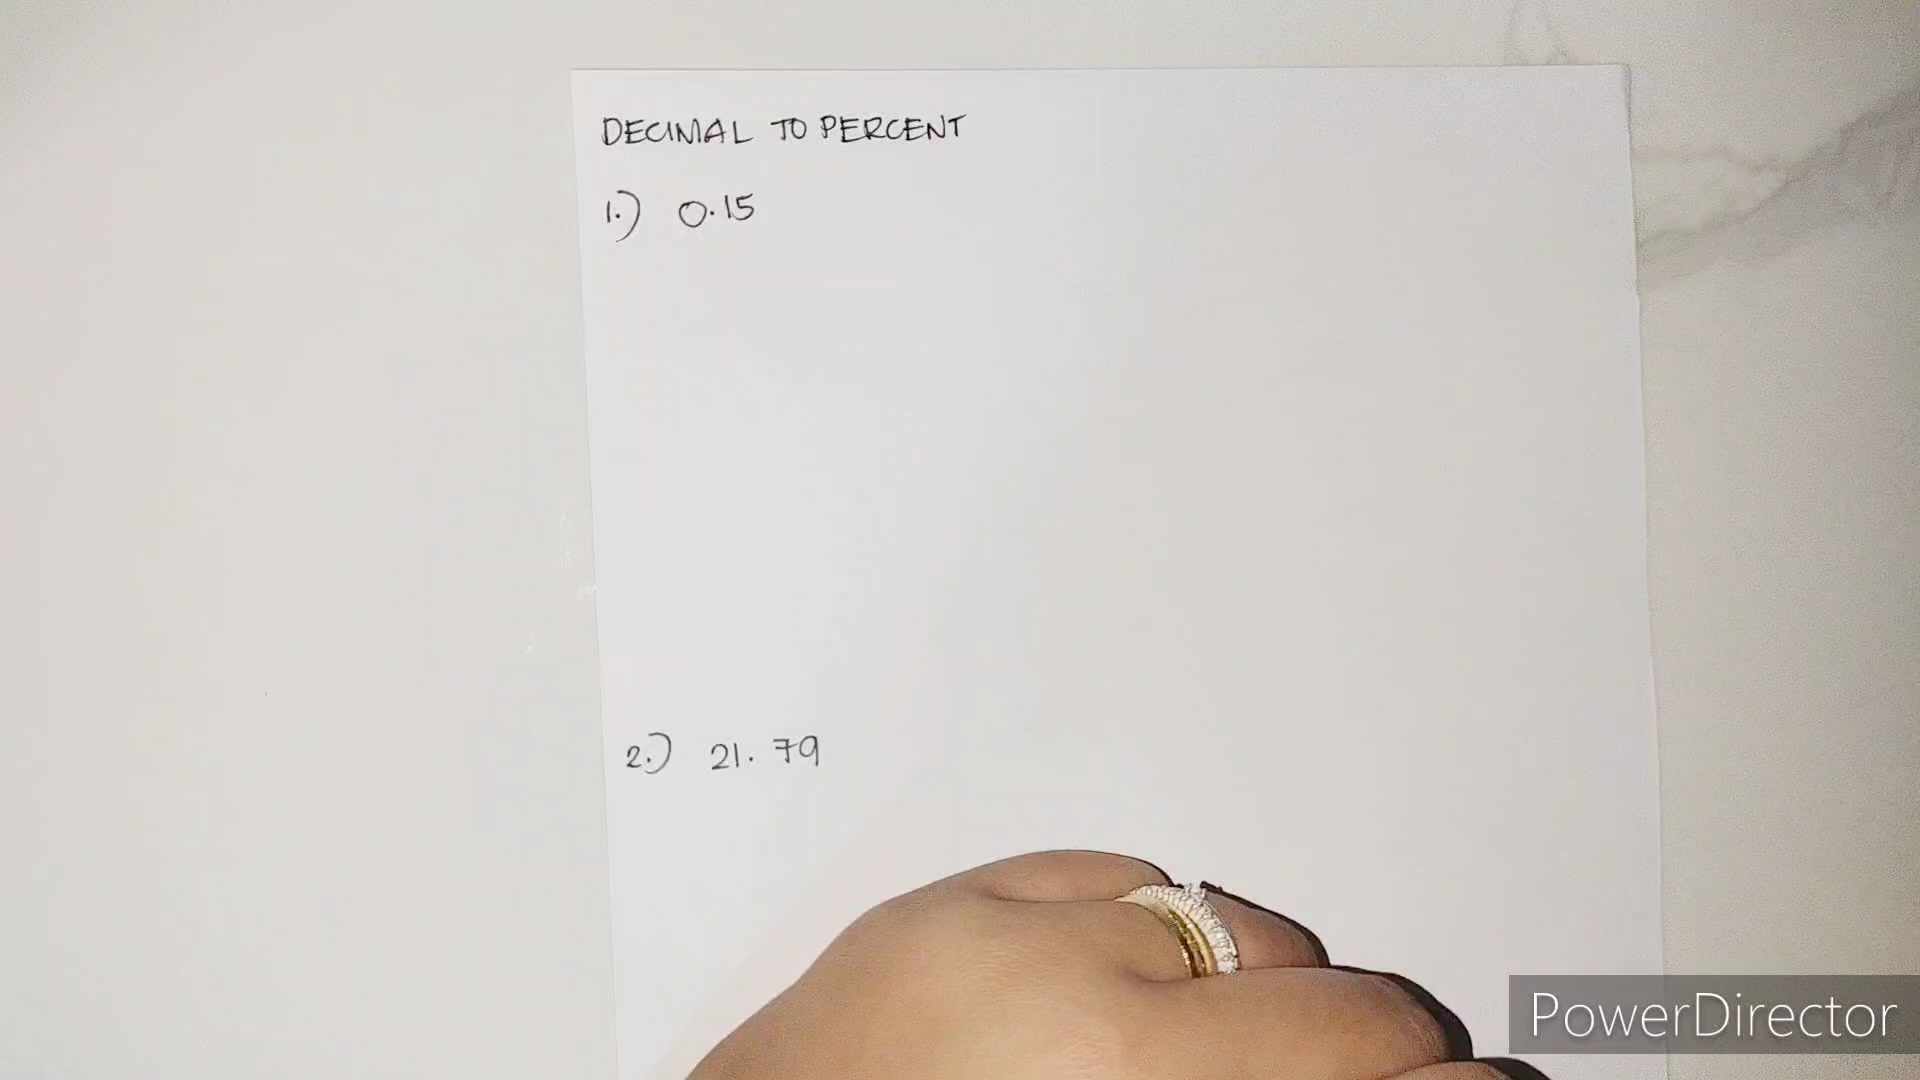 DECIMAL TO PERCENT
1.) 0.15
2.) 21.79
PowerDirector